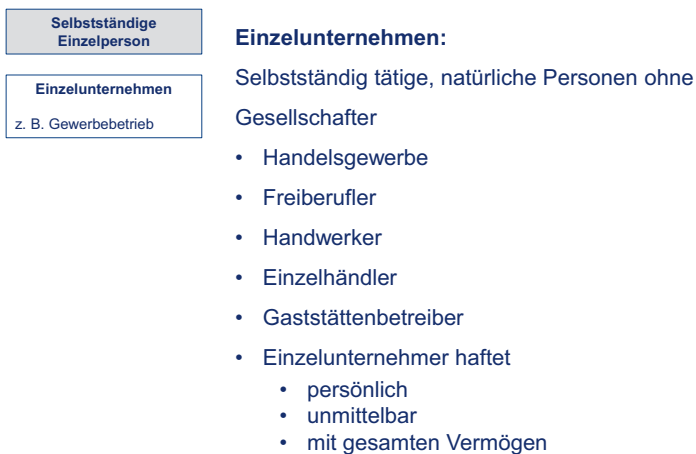 Selbstständige
Einzelperson
Einzelunternehmen
z. B. Gewerbebetrieb
Einzelunternehmen:
Selbstständig tätige, natürliche Personen ohne
Gesellschafter
• Handelsgewerbe
• Freiberufler
• Handwerker
• Einzelhändler
• Gaststättenbetreiber
• Einzelunternehmer haftet
• persönlich
• unmittelbar
• mit gesamten Vermögen